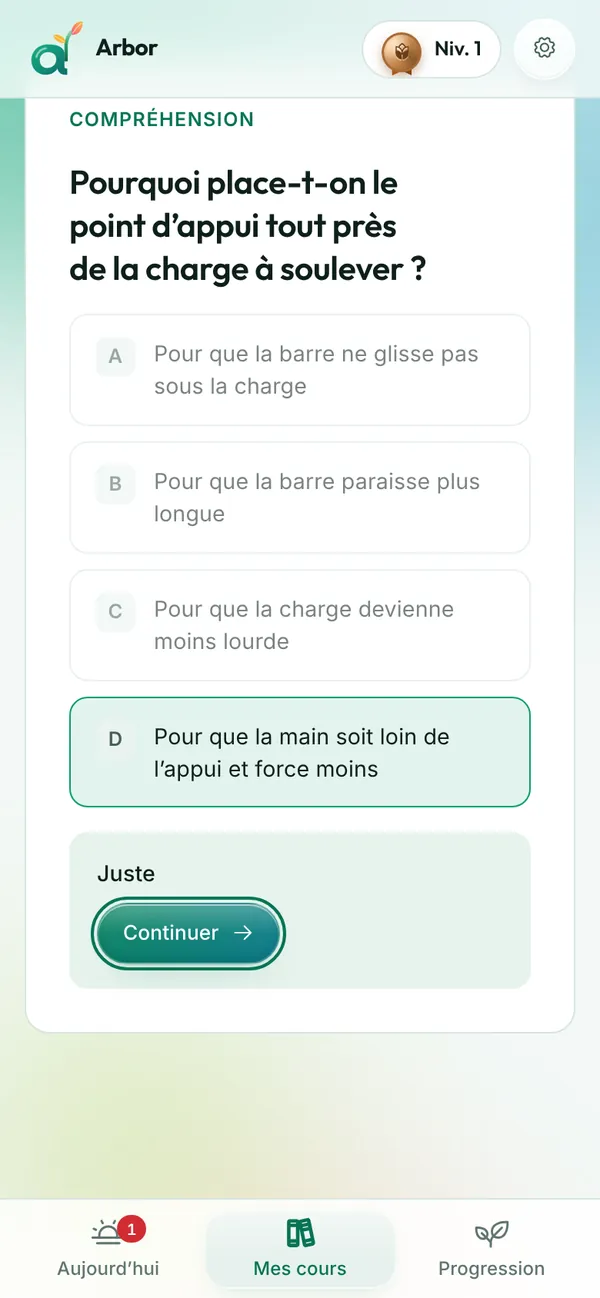 Arbor
Niv. 1
COMPRÉHENSION
Pourquoi place-t-on le
point d’appui tout près
de la charge à soulever ?
A
Pour que la barre ne glisse pas
sous la charge
B
Pour que la barre paraisse plus
longue
C
Pour que la charge devienne
moins lourde
D
Pour que la main soit loin de
l’appui et force moins
Juste
Continuer →
1
Aujourd’hui
Mes cours
Progression